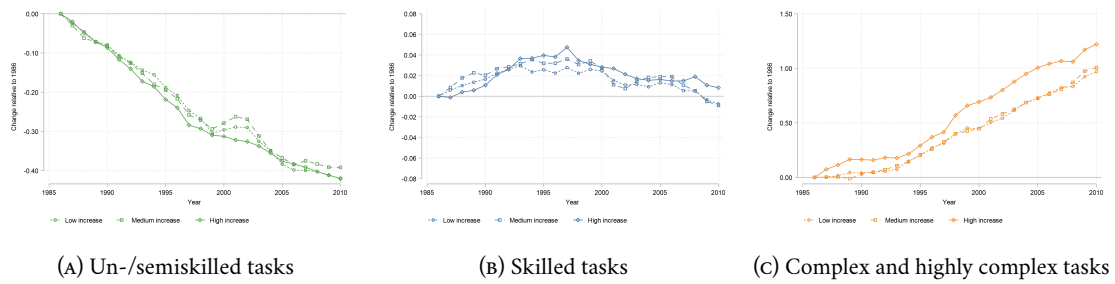 0.00
-0.10
-0.20
-0.30
-0.40
Change relative to 1986
1985 1990 1995 2000 2005 2010
Year
Low increase Medium increase High increase
(A) Un-/semiskilled tasks
0.08
0.06
0.04
0.02
0.00
-0.02
-0.04
-0.06
-0.08
Change relative to 1986
1985 1990 1995 2000 2005 2010
Year
Low increase Medium increase High increase
(B) Skilled tasks
1.50
1.00
0.50
0.00
Change relative to 1986
1985 1990 1995 2000 2005 2010
Year
Low increase Medium increase High increase
(C) Complex and highly complex tasks